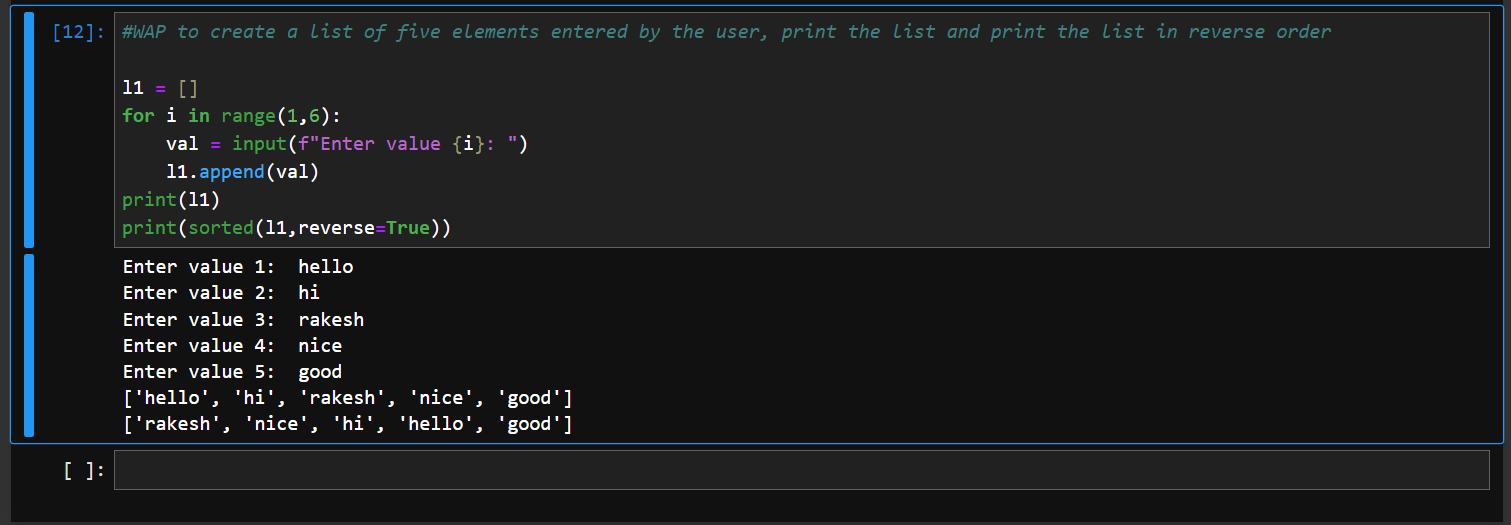 [12]: #WAP to create a list of five elements entered by the user, print the list and print the list in reverse order
l1 = []
for i in range(1,6):
    val = input(f"Enter value {i}: ")
    l1.append(val)
print(l1)
print(sorted(l1,reverse=True))
Enter value 1:  hello
Enter value 2:  hi
Enter value 3:  rakesh
Enter value 4:  nice
Enter value 5:  good
['hello', 'hi', 'rakesh', 'nice', 'good']
['rakesh', 'nice', 'hi', 'hello', 'good']
[ ]: